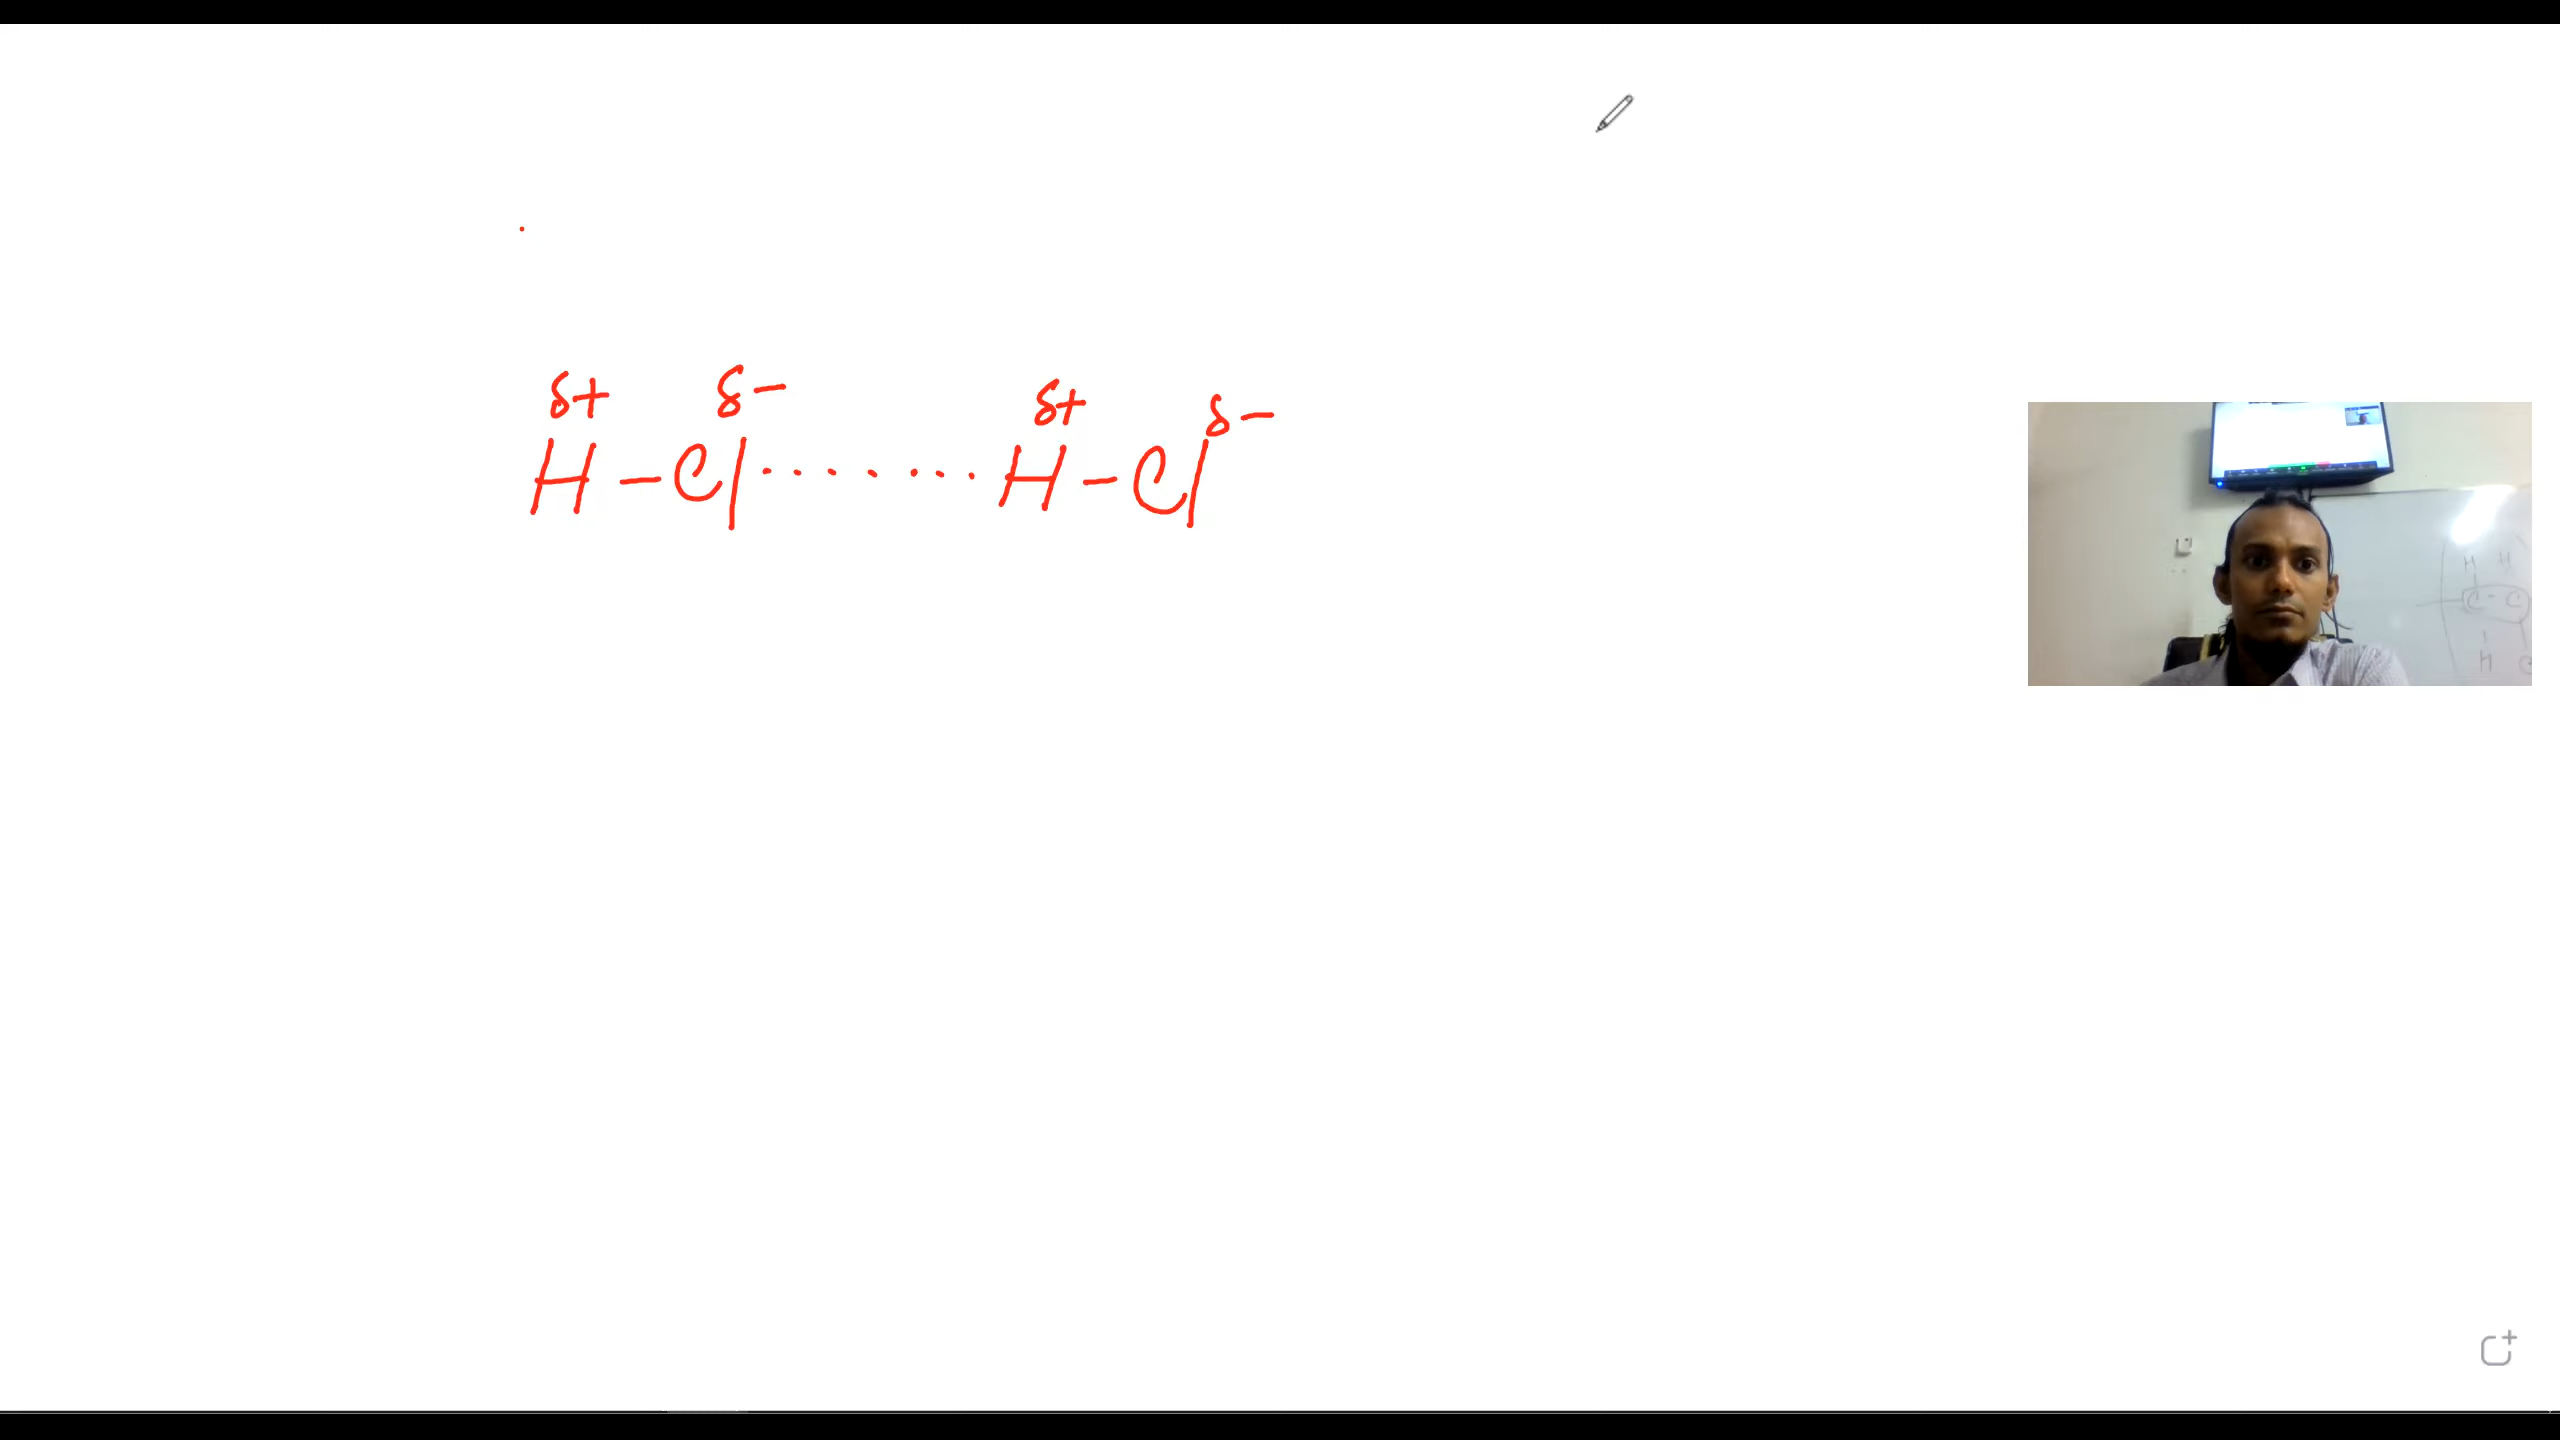 δ+ δ− δ+ δ−
H – Cl ........ H – Cl
H H
C - C
H